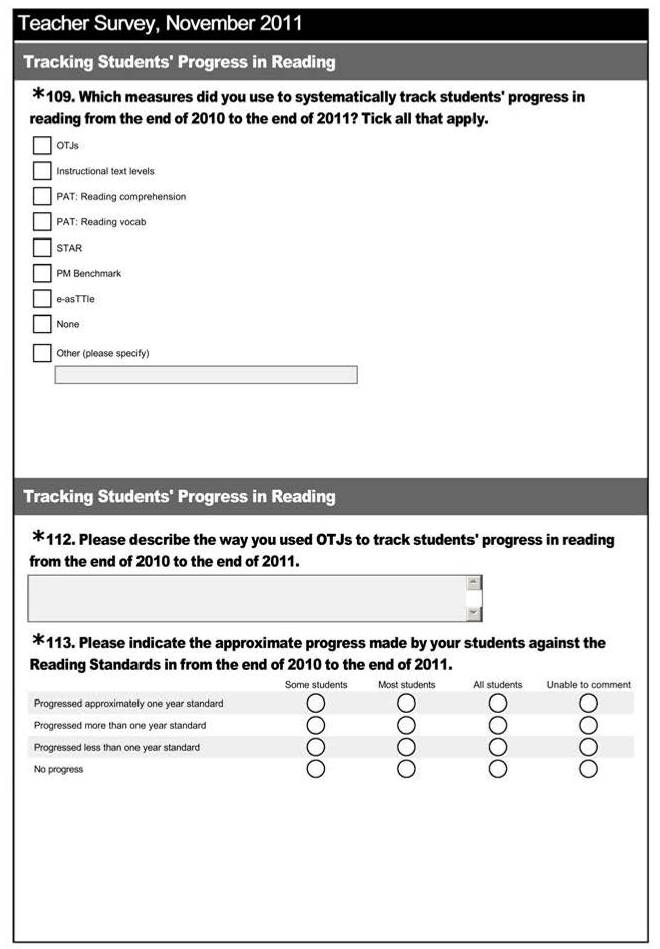 Teacher Survey, November 2011
Tracking Students' Progress in Reading
*109. Which measures did you use to systematically track students' progress in
reading from the end of 2010 to the end of 2011? Tick all that apply.
OTJs
Instructional text levels
PAT: Reading comprehension
PAT: Reading vocab
STAR
PM Benchmark
e-asTTle
None
Other (please specify)
Tracking Students' Progress in Reading
*112. Please describe the way you used OTJs to track students' progress in reading
from the end of 2010 to the end of 2011.
*113. Please indicate the approximate progress made by your students against the
Reading Standards in from the end of 2010 to the end of 2011.
Some students Most students All students Unable to comment
Progressed approximately one year standard
Progressed more than one year standard
Progressed less than one year standard
No progress